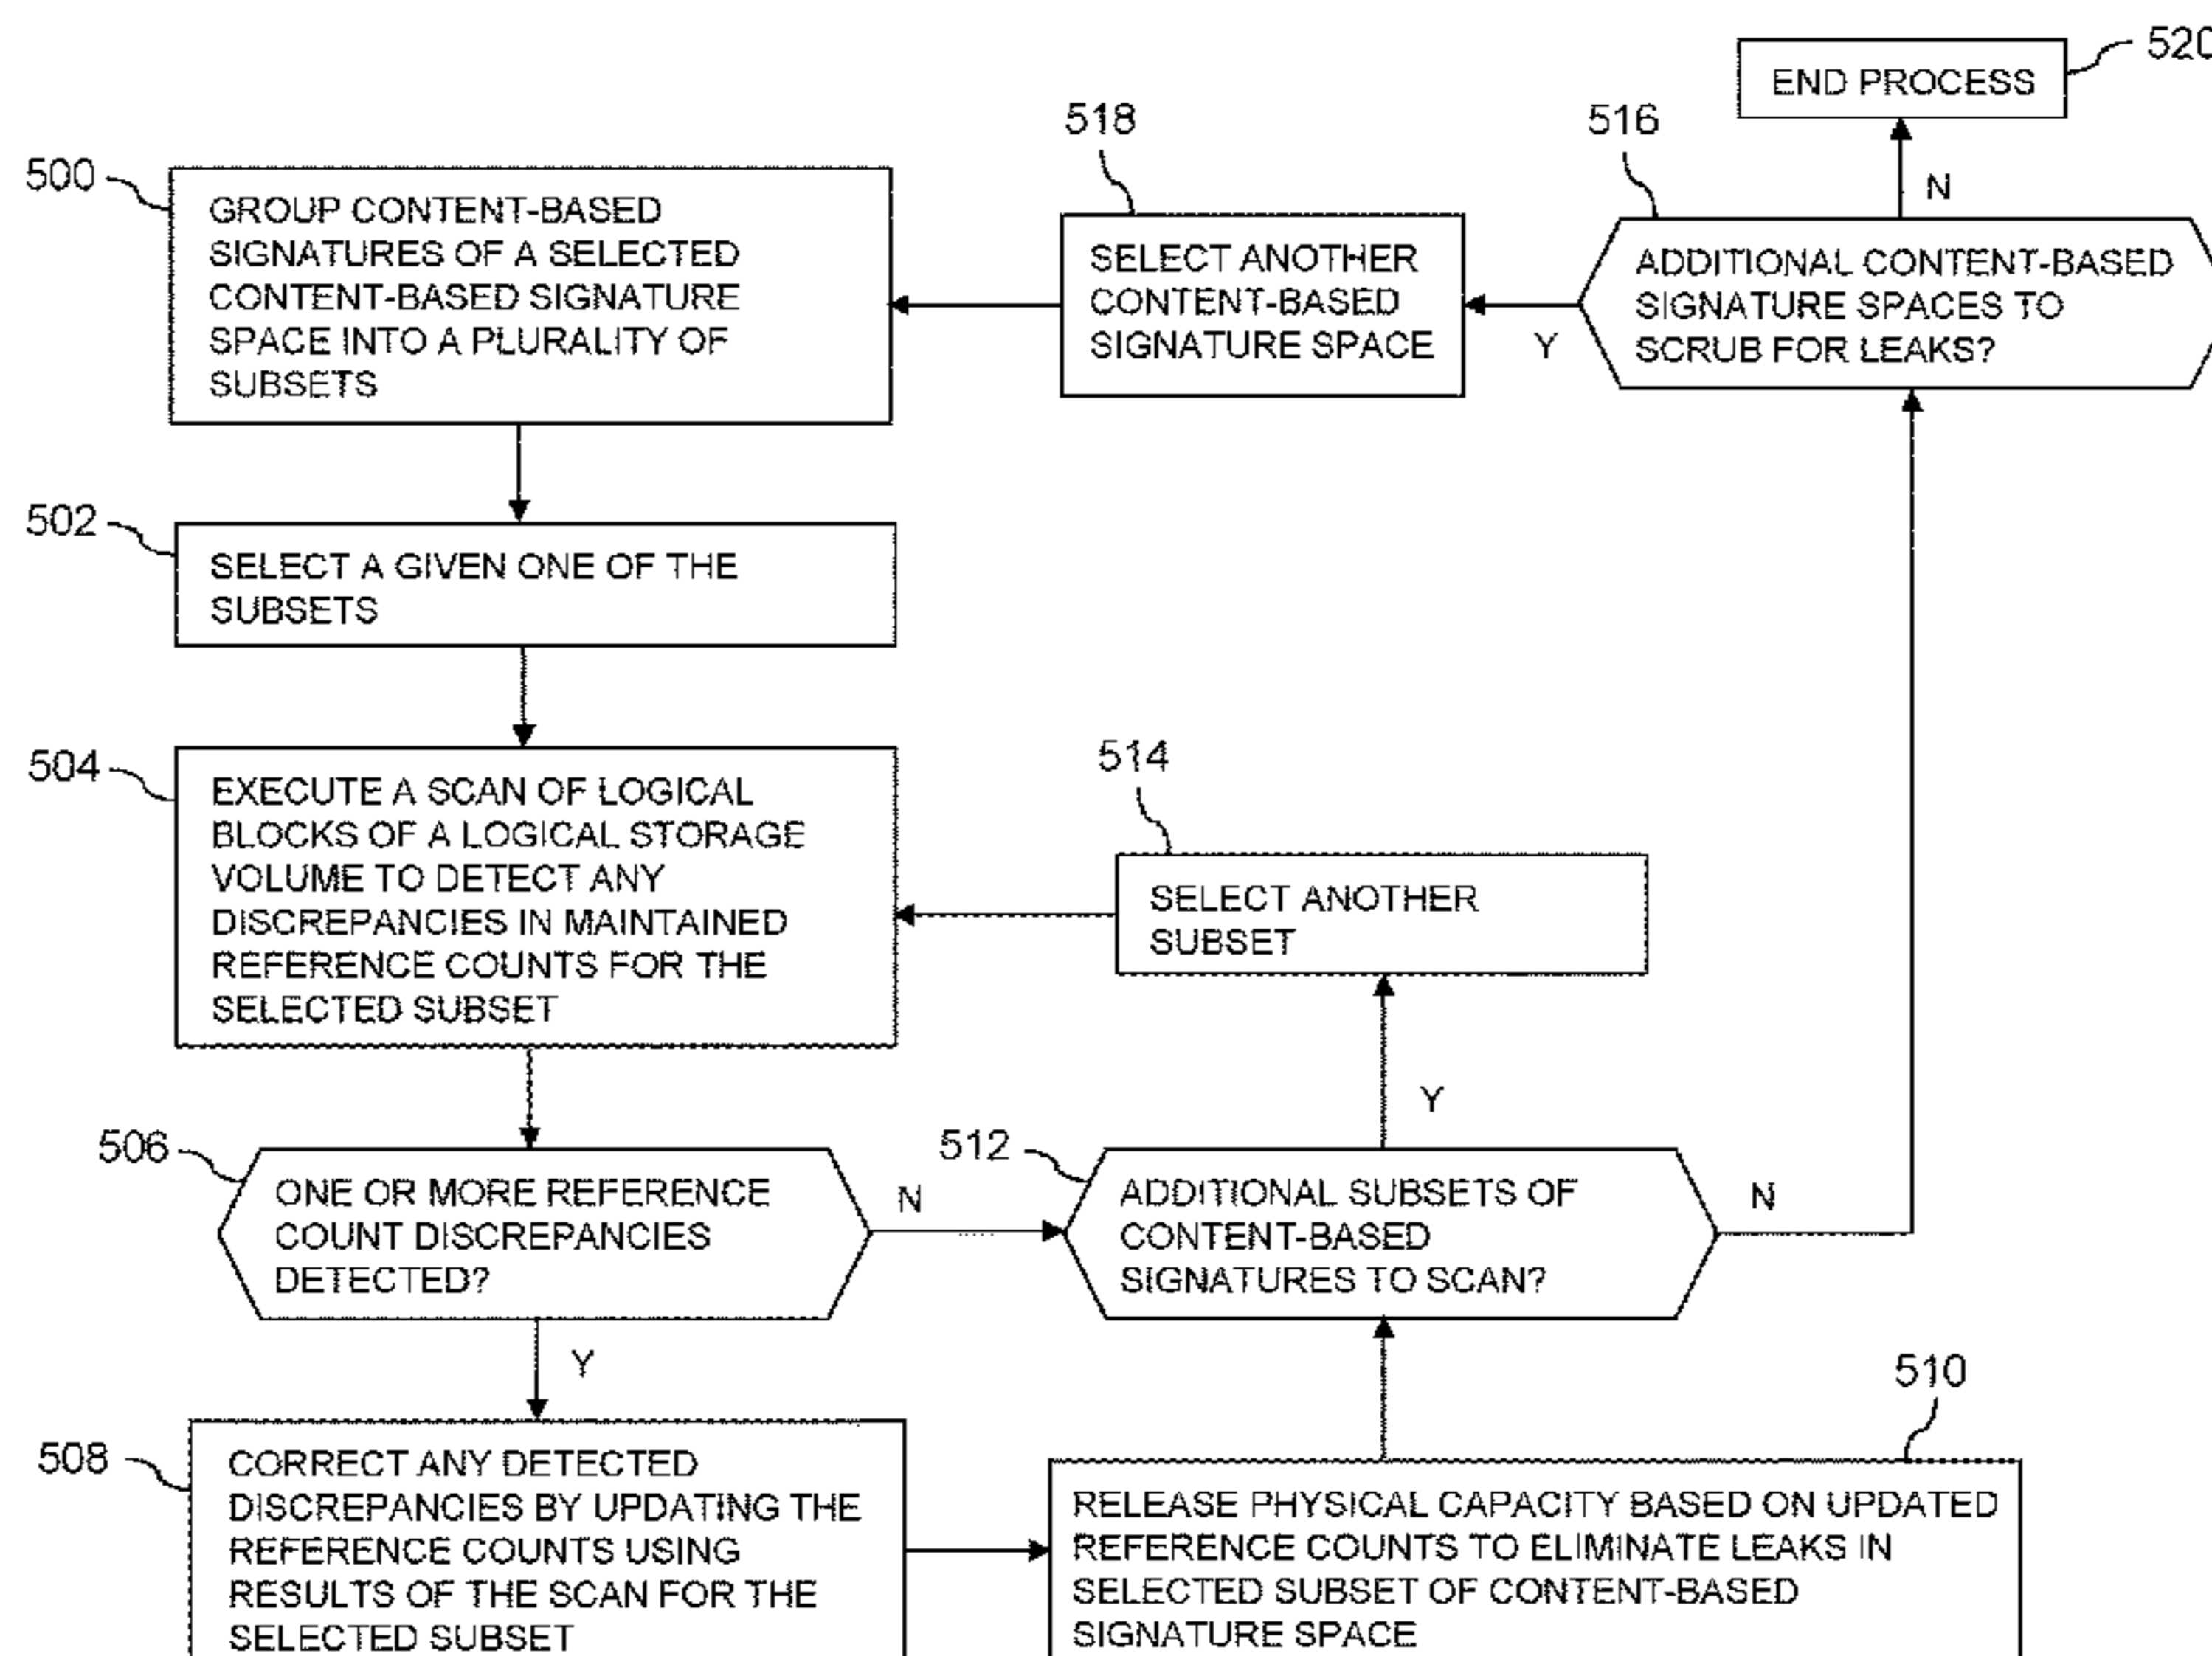 520
END PROCESS
518
516
500
N
GROUP CONTENT-BASED
SIGNATURES OF A SELECTED
CONTENT-BASED SIGNATURE
SPACE INTO A PLURALITY OF
SUBSETS
SELECT ANOTHER
CONTENT-BASED
SIGNATURE SPACE
Y
ADDITIONAL CONTENT-BASED
SIGNATURE SPACES TO
SCRUB FOR LEAKS?
502
SELECT A GIVEN ONE OF THE
SUBSETS
504
EXECUTE A SCAN OF LOGICAL
BLOCKS OF A LOGICAL STORAGE
VOLUME TO DETECT ANY
DISCREPANCIES IN MAINTAINED
REFERENCE COUNTS FOR THE
SELECTED SUBSET
514
SELECT ANOTHER
SUBSET
Y
506
ONE OR MORE REFERENCE
COUNT DISCREPANCIES
DETECTED?
N
512
ADDITIONAL SUBSETS OF
CONTENT-BASED
SIGNATURES TO SCAN?
N
Y
508
CORRECT ANY DETECTED
DISCREPANCIES BY UPDATING THE
REFERENCE COUNTS USING
RESULTS OF THE SCAN FOR THE
SELECTED SUBSET
510
RELEASE PHYSICAL CAPACITY BASED ON UPDATED
REFERENCE COUNTS TO ELIMINATE LEAKS IN
SELECTED SUBSET OF CONTENT-BASED
SIGNATURE SPACE